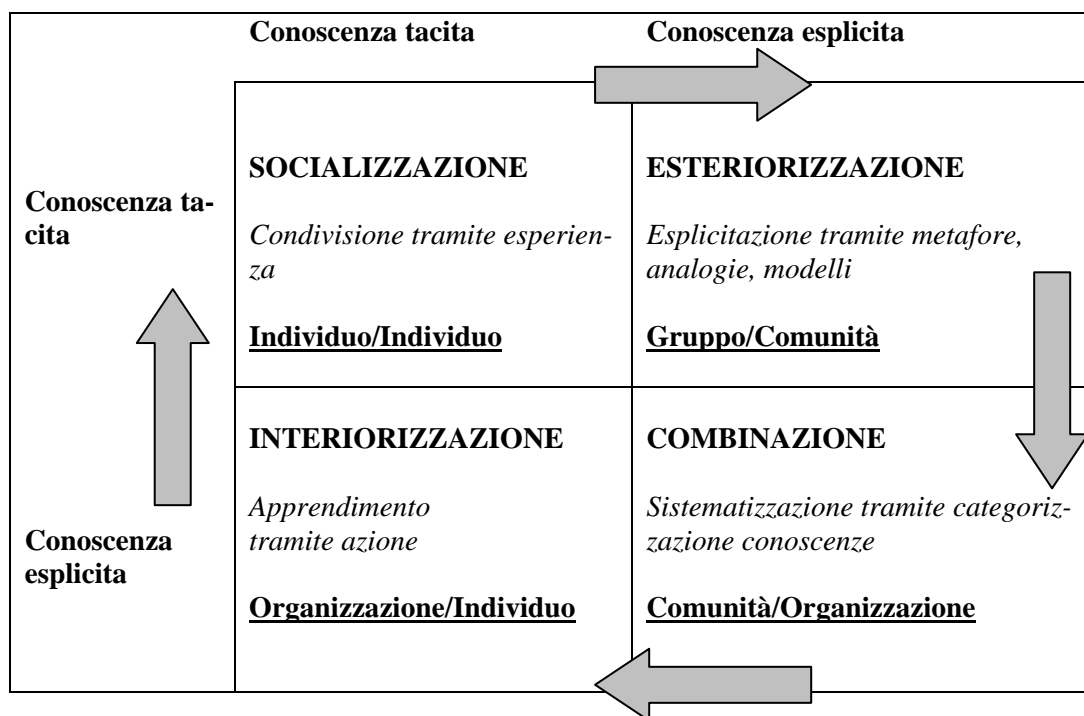 Conoscenza tacita
Conoscenza esplicita
Conoscenza ta-
cita
SOCIALIZZAZIONE
Condivisione tramite esperien-
za
Individuo/Individuo
ESTERIORIZZAZIONE
Esplicitazione tramite metafore,
analogie, modelli
Gruppo/Comunità
Conoscenza
esplicita
INTERIORIZZAZIONE
Apprendimento
tramite azione
Organizzazione/Individuo
COMBINAZIONE
Sistematizzazione tramite categoriz-
zazione conoscenze
Comunità/Organizzazione